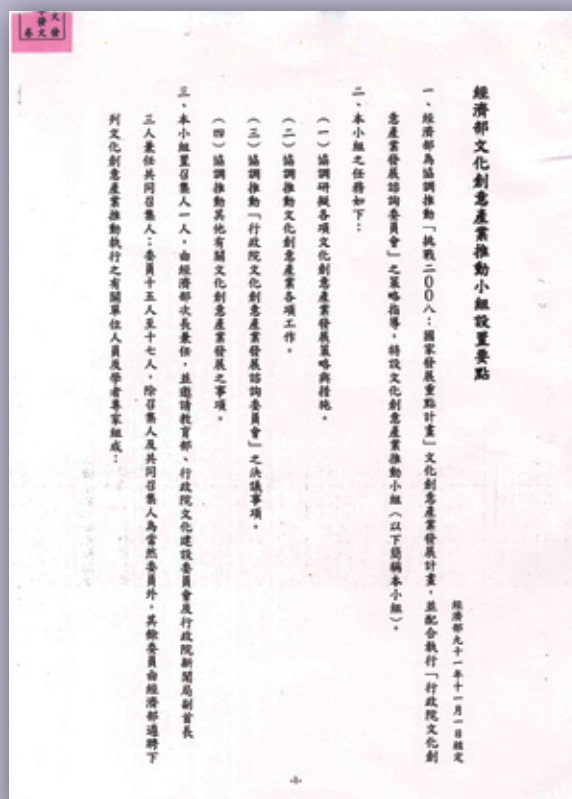 經濟部文化創意產業推動小組設置要點
經濟部九十一年十一月一日核定
一、經濟部為協調推動「挑戰二00八：國家發展重點計畫」文化創意產業發展計畫，並配合執行「行政院文化創
意產業發展諮詢委員會」之策略指導，特設文化創意產業推動小組（以下簡稱本小組）。
二、本小組之任務如下：
（一）協調研擬各項文化創意產業發展策略與措施。
（二）協調推動文化創意產業各項工作。
（三）協調推動「行政院文化創意產業發展諮詢委員會」之決議事項。
（四）協調推動其他有關文化創意產業發展之事項。
三、本小組置召集人一人，由經濟部次長兼任，並邀請教育部、行政院文化建設委員會及行政院新聞局副首長
三人兼任共同召集人；委員十五人至十七人，除召集人及共同召集人為當然委員外，其餘委員由經濟部遴聘下
列文化創意產業推動執行之有關單位人員及學者專家組成：